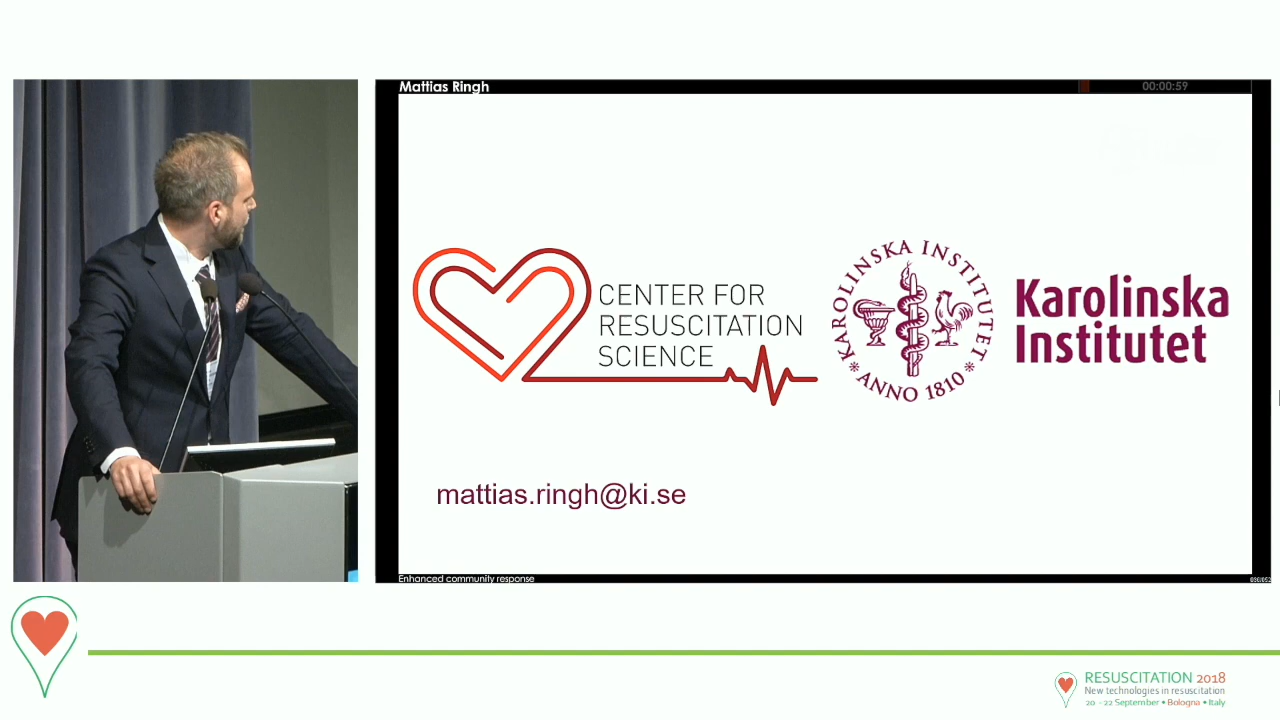 Mattias Ringh
00:00:59
CENTER FOR
RESUSCITATION
SCIENCE
KAROLINSKA INSTITUTET
ANNO 1810
Karolinska
Institutet
mattias.ringh@ki.se
Enhanced community response
RESUSCITATION 2018
New technologies in resuscitation
20 - 22 September • Bologna • Italy